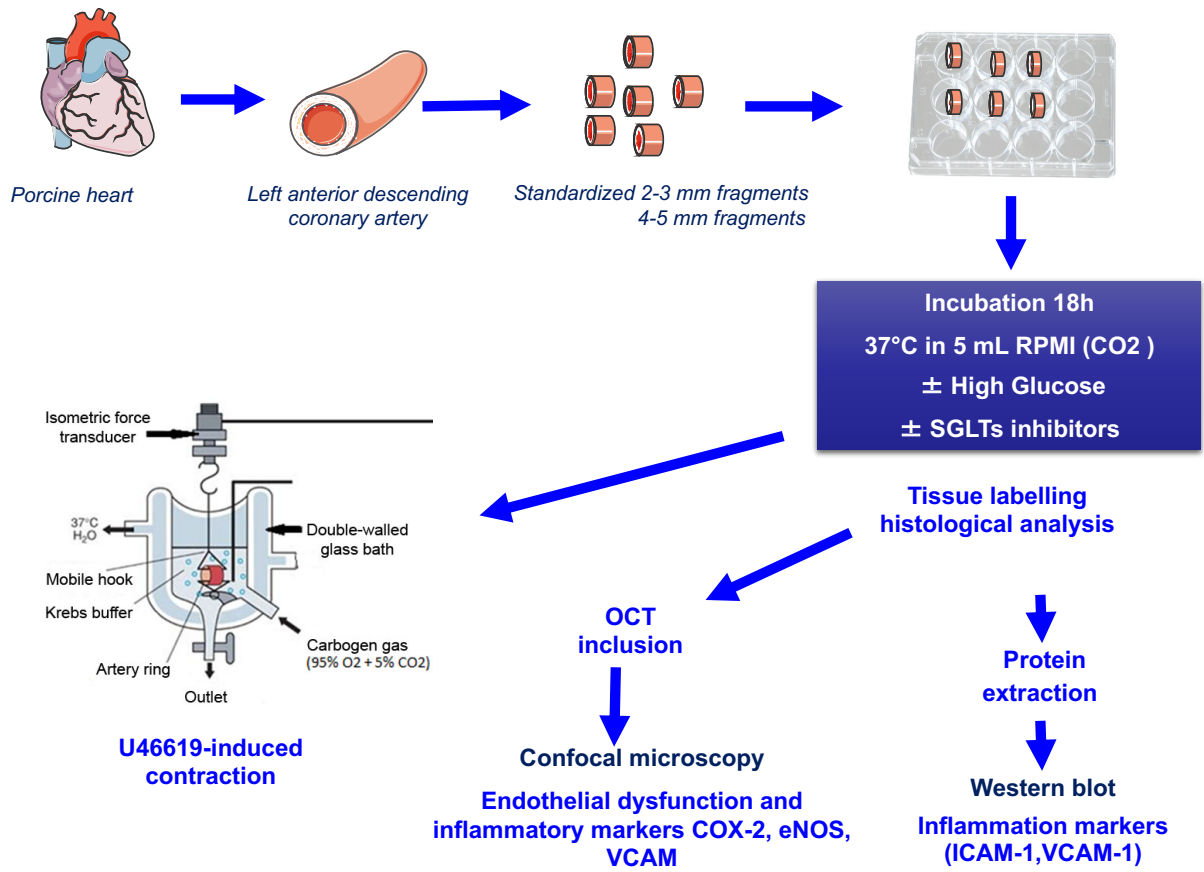 Porcine heart
Left anterior descending
coronary artery
Standardized 2-3 mm fragments
4-5 mm fragments
Incubation 18h
37°C in 5 mL RPMI (CO2 )
± High Glucose
± SGLTs inhibitors
Isometric force
transducer
37°C
H₂O
Double-walled
glass bath
Mobile hook
Krebs buffer
Carbogen gas
(95% O2 + 5% CO2)
Artery ring
Outlet
U46619-induced
contraction
Tissue labelling
histological analysis
OCT
inclusion
Confocal microscopy
Endothelial dysfunction and
inflammatory markers COX-2, eNOS,
VCAM
Protein
extraction
Western blot
Inflammation markers
(ICAM-1,VCAM-1)